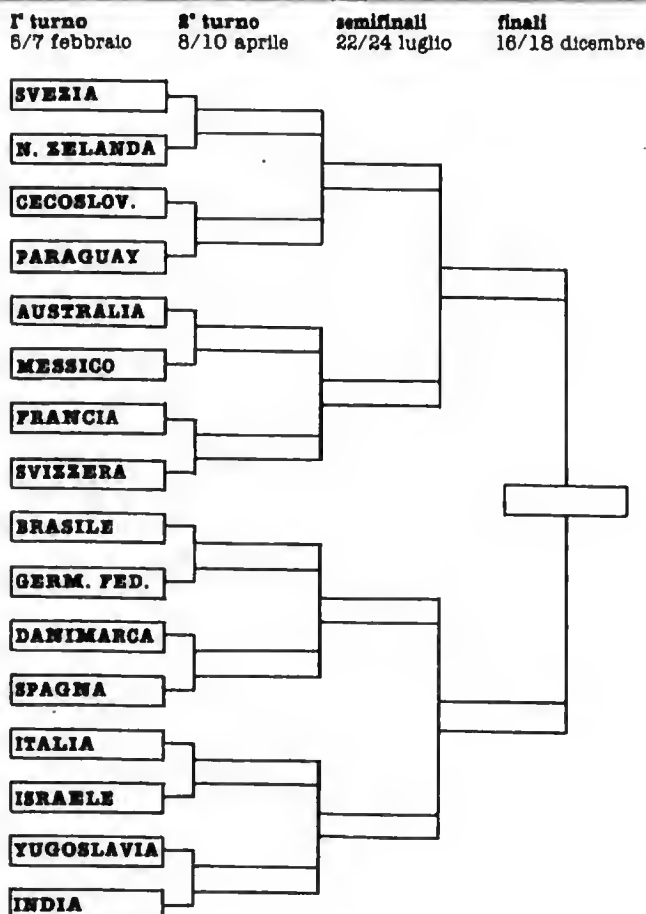 1° turno
5/7 febbraio
2° turno
8/10 aprile
semifinali
22/24 luglio
finali
16/18 dicembre
SVEZIA
N. ZELANDA
CECOSLOV.
PARAGUAY
AUSTRALIA
MESSICO
FRANCIA
SVIZZERA
BRASILE
GERM. FED.
DANIMARCA
SPAGNA
ITALIA
ISRAELE
YUGOSLAVIA
INDIA